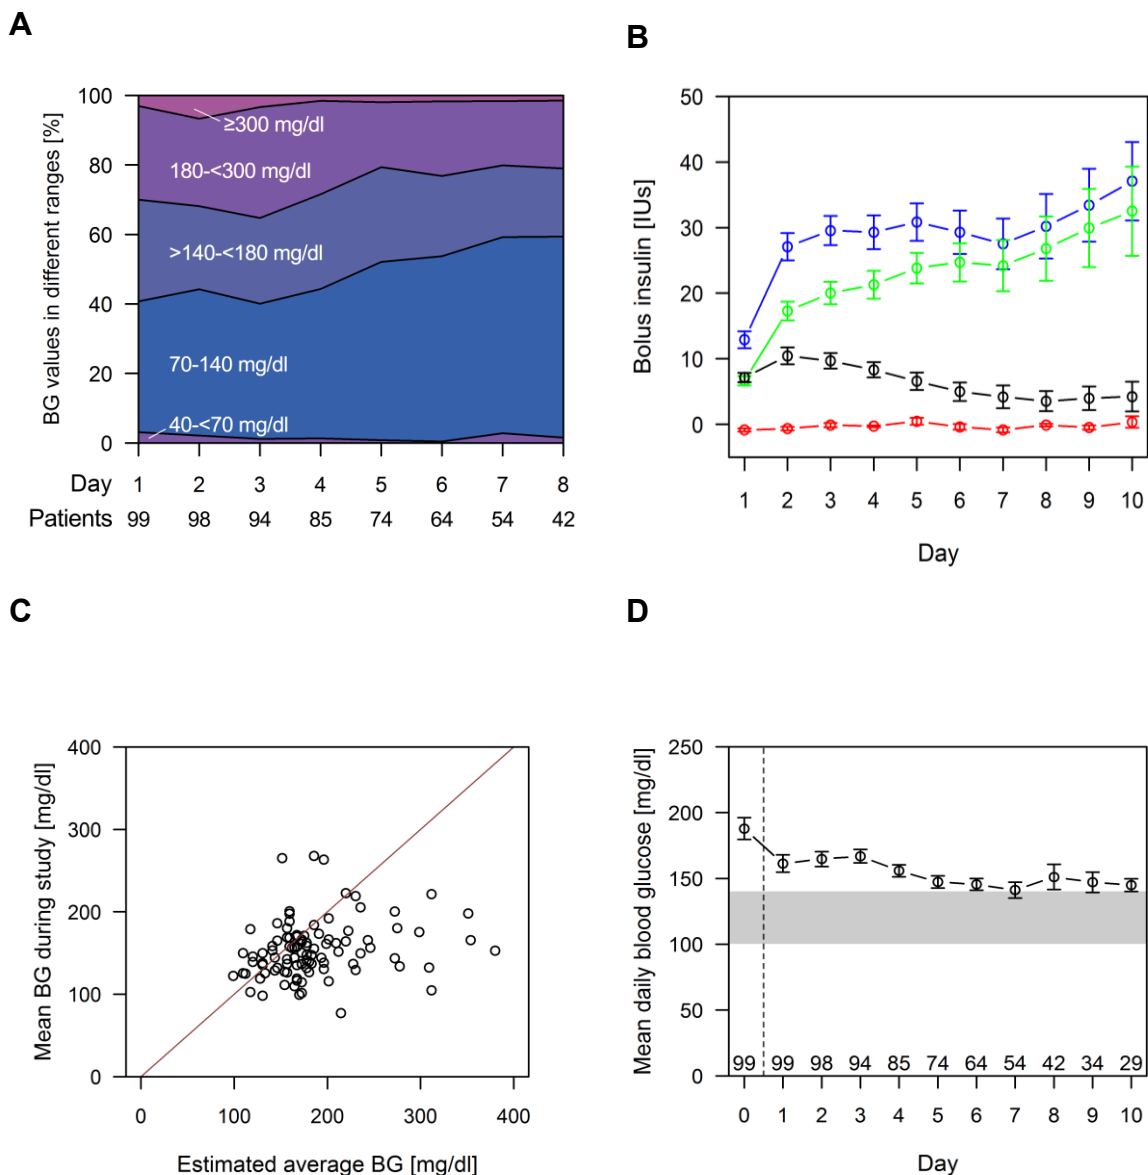 A
BG values in different ranges [%]
100
80
60
40
20
0
≥300 mg/dl
180-<300 mg/dl
>140-<180 mg/dl
70-140 mg/dl
40-<70 mg/dl
Day 1 2 3 4 5 6 7 8
Patients 99 98 94 85 74 64 54 42
B
Bolus insulin [IUs]
50
40
30
20
10
0
1 2 3 4 5 6 7 8 9 10
Day
C
Mean BG during study [mg/dl]
400
300
200
100
0
0 100 200 300 400
Estimated average BG [mg/dl]
D
Mean daily blood glucose [mg/dl]
250
200
150
100
50
0
99 99 98 94 85 74 64 54 42 34 29
0 1 2 3 4 5 6 7 8 9 10
Day